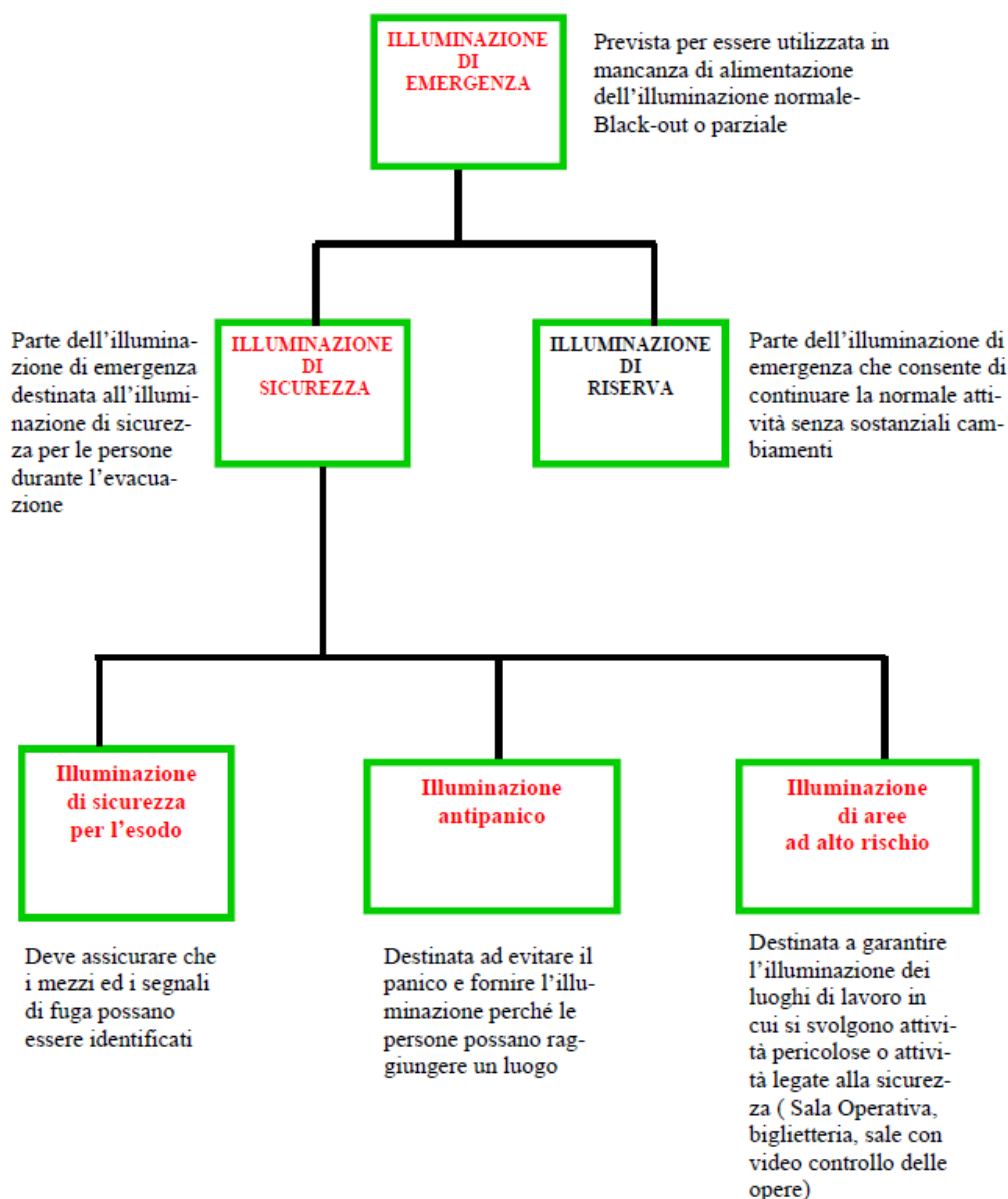 ILLUMINAZIONE
DI
EMERGENZA
Prevista per essere utilizzata in
mancanza di alimentazione
dell'illuminazione normale-
Black-out o parziale
Parte dell'illumina-
zione di emergenza
destinata all'illumi-
nazione di sicurez-
za per le persone
durante l'evacua-
zione
ILLUMINAZIONE
DI
SICUREZZA
ILLUMINAZIONE
DI
RISERVA
Parte dell'illuminazione di
emergenza che consente di
continuare la normale atti-
vità senza sostanziali cam-
biamenti
Illuminazione
di sicurezza
per l'esodo
Deve assicurare che
i mezzi ed i segnali
di fuga possano
essere identificati
Illuminazione
antipanico
Destinata ad evitare il
panico e fornire l'illu-
minazione perché le
persone possano rag-
giungere un luogo
Illuminazione
di aree
ad alto rischio
Destinata a garantire
l'illuminazione dei
luoghi di lavoro in
cui si svolgono attivi-
tà pericolose o attivi-
tà legate alla sicurez-
za ( Sala Operativa,
biglietteria, sale con
video controllo delle
opere)